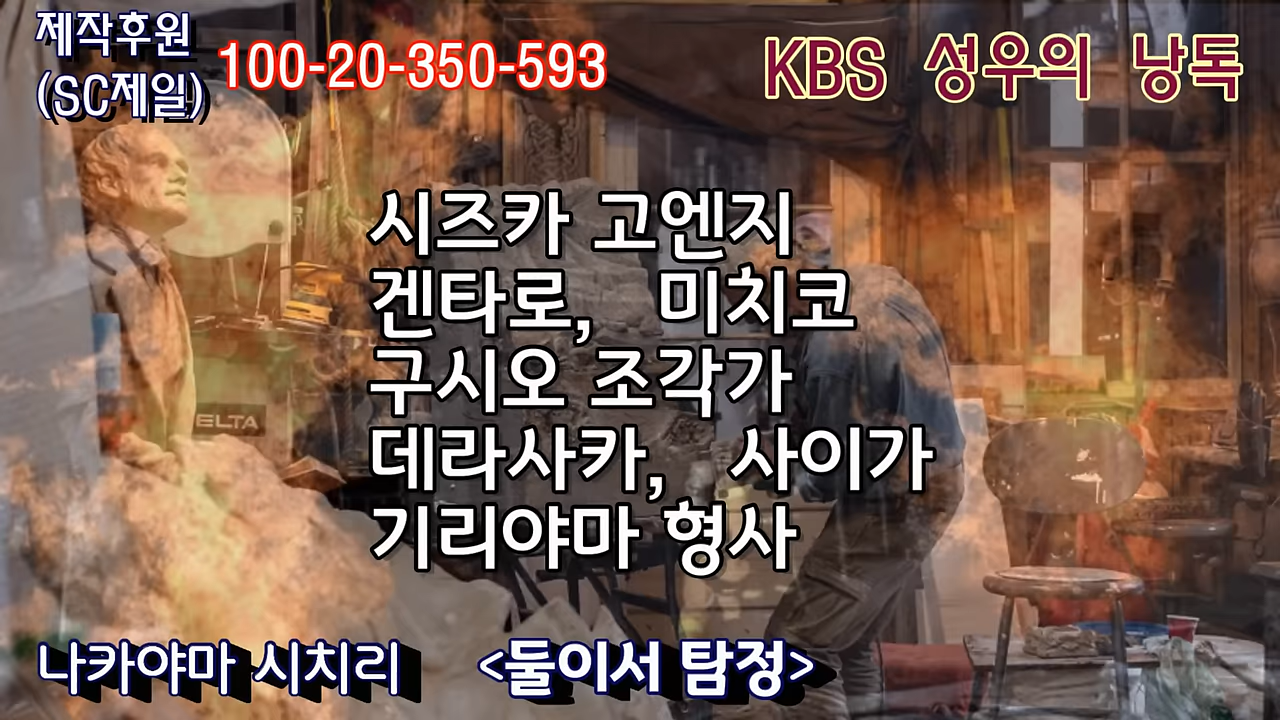 제작후원
(SC제일)
100-20-350-593
KBS 성우의 낭독
시즈카 고엔지
겐타로, 미치코
구시오 조각가
데라사카, 사이가
기리야마 형사
ELTA
나카야마 시치리 <둘이서 탐정>